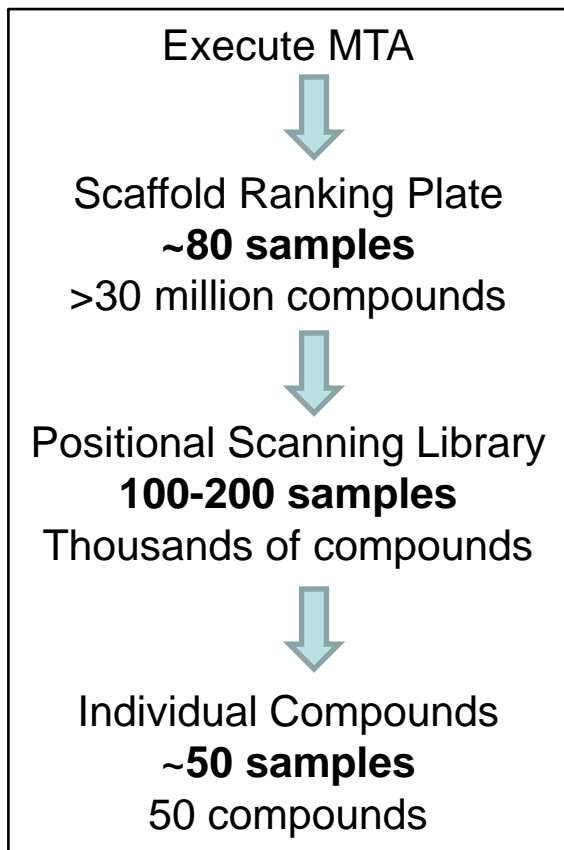 Execute MTA
Scaffold Ranking Plate
~80 samples
>30 million compounds
Positional Scanning Library
100-200 samples
Thousands of compounds
Individual Compounds
~50 samples
50 compounds